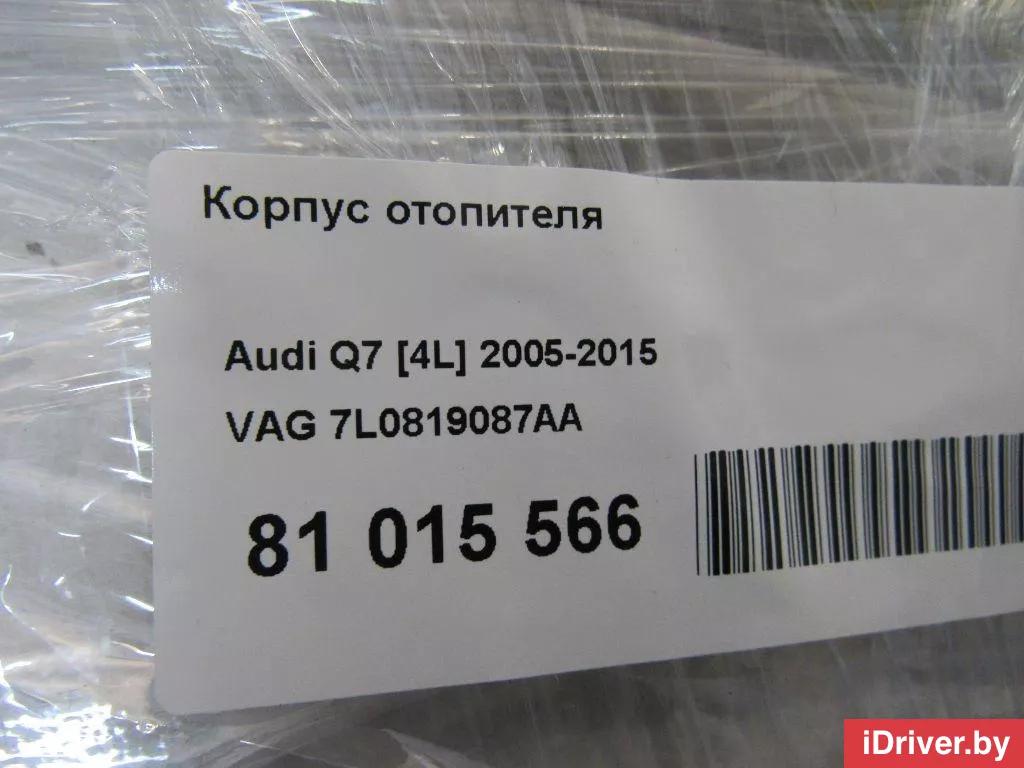 Корпус отопителя
Audi Q7 [4L] 2005-2015
VAG 7L0819087AA
81 015 566
iDriver.by